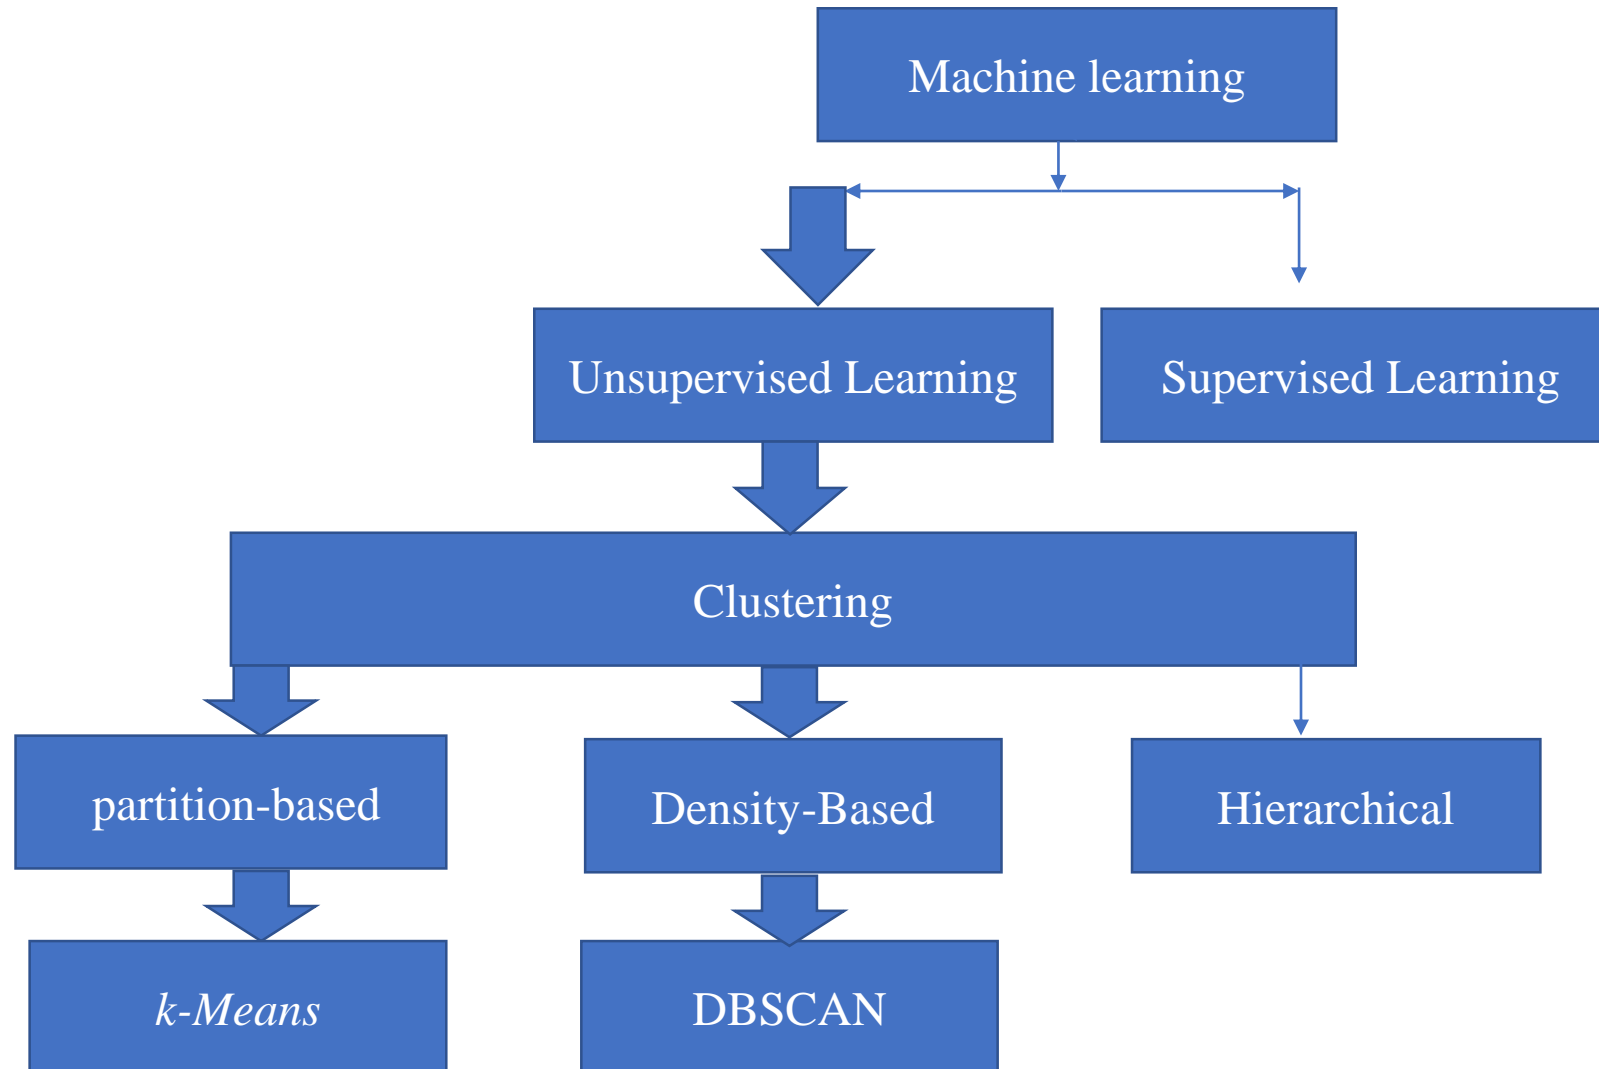 Machine learning
Unsupervised Learning
Supervised Learning
Clustering
partition-based
Density-Based
Hierarchical
k-Means
DBSCAN